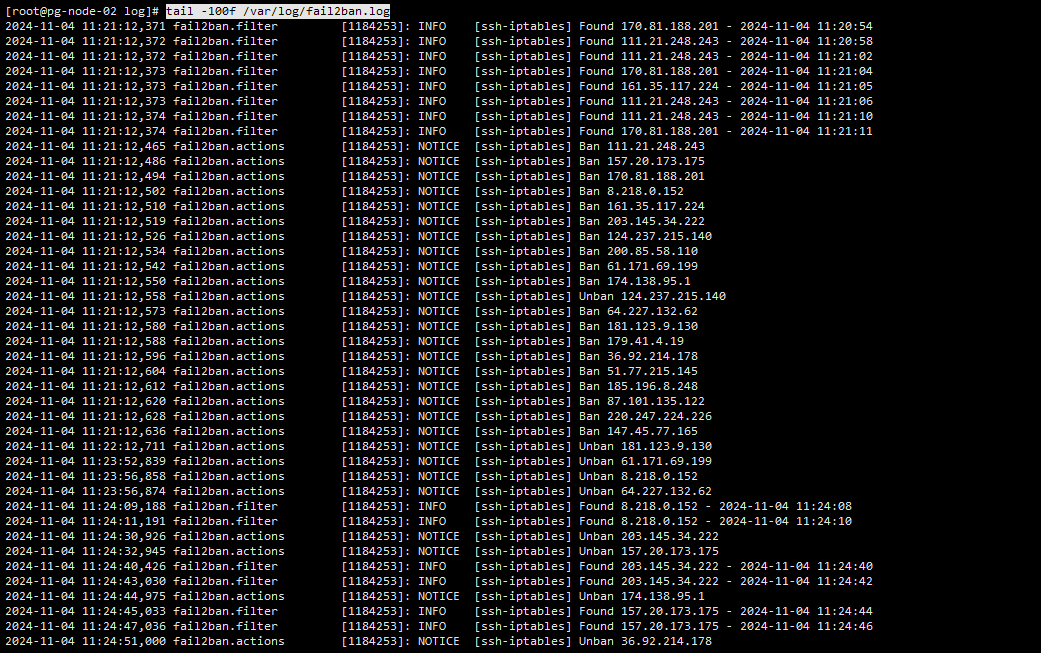 [root@pg-node-02 log]# tail -100f /var/log/fail2ban.log
2024-11-04 11:21:12,371 fail2ban.filter         [1184253]: INFO    [ssh-iptables] Found 170.81.188.201 - 2024-11-04 11:20:54
2024-11-04 11:21:12,372 fail2ban.filter         [1184253]: INFO    [ssh-iptables] Found 111.21.248.243 - 2024-11-04 11:20:58
2024-11-04 11:21:12,372 fail2ban.filter         [1184253]: INFO    [ssh-iptables] Found 111.21.248.243 - 2024-11-04 11:21:02
2024-11-04 11:21:12,373 fail2ban.filter         [1184253]: INFO    [ssh-iptables] Found 170.81.188.201 - 2024-11-04 11:21:04
2024-11-04 11:21:12,373 fail2ban.filter         [1184253]: INFO    [ssh-iptables] Found 161.35.117.224 - 2024-11-04 11:21:05
2024-11-04 11:21:12,373 fail2ban.filter         [1184253]: INFO    [ssh-iptables] Found 111.21.248.243 - 2024-11-04 11:21:06
2024-11-04 11:21:12,374 fail2ban.filter         [1184253]: INFO    [ssh-iptables] Found 111.21.248.243 - 2024-11-04 11:21:10
2024-11-04 11:21:12,374 fail2ban.filter         [1184253]: INFO    [ssh-iptables] Found 170.81.188.201 - 2024-11-04 11:21:11
2024-11-04 11:21:12,465 fail2ban.actions        [1184253]: NOTICE  [ssh-iptables] Ban 111.21.248.243
2024-11-04 11:21:12,486 fail2ban.actions        [1184253]: NOTICE  [ssh-iptables] Ban 157.20.173.175
2024-11-04 11:21:12,494 fail2ban.actions        [1184253]: NOTICE  [ssh-iptables] Ban 170.81.188.201
2024-11-04 11:21:12,502 fail2ban.actions        [1184253]: NOTICE  [ssh-iptables] Ban 8.218.0.152
2024-11-04 11:21:12,510 fail2ban.actions        [1184253]: NOTICE  [ssh-iptables] Ban 161.35.117.224
2024-11-04 11:21:12,519 fail2ban.actions        [1184253]: NOTICE  [ssh-iptables] Ban 203.145.34.222
2024-11-04 11:21:12,526 fail2ban.actions        [1184253]: NOTICE  [ssh-iptables] Ban 124.237.215.140
2024-11-04 11:21:12,534 fail2ban.actions        [1184253]: NOTICE  [ssh-iptables] Ban 200.85.58.110
2024-11-04 11:21:12,542 fail2ban.actions        [1184253]: NOTICE  [ssh-iptables] Ban 61.171.69.199
2024-11-04 11:21:12,550 fail2ban.actions        [1184253]: NOTICE  [ssh-iptables] Ban 174.138.95.1
2024-11-04 11:21:12,558 fail2ban.actions        [1184253]: NOTICE  [ssh-iptables] Unban 124.237.215.140
2024-11-04 11:21:12,573 fail2ban.actions        [1184253]: NOTICE  [ssh-iptables] Ban 64.227.132.62
2024-11-04 11:21:12,580 fail2ban.actions        [1184253]: NOTICE  [ssh-iptables] Ban 181.123.9.130
2024-11-04 11:21:12,588 fail2ban.actions        [1184253]: NOTICE  [ssh-iptables] Ban 179.41.4.19
2024-11-04 11:21:12,596 fail2ban.actions        [1184253]: NOTICE  [ssh-iptables] Ban 36.92.214.178
2024-11-04 11:21:12,604 fail2ban.actions        [1184253]: NOTICE  [ssh-iptables] Ban 51.77.215.145
2024-11-04 11:21:12,612 fail2ban.actions        [1184253]: NOTICE  [ssh-iptables] Ban 185.196.8.248
2024-11-04 11:21:12,620 fail2ban.actions        [1184253]: NOTICE  [ssh-iptables] Ban 87.101.135.122
2024-11-04 11:21:12,628 fail2ban.actions        [1184253]: NOTICE  [ssh-iptables] Ban 220.247.224.226
2024-11-04 11:21:12,636 fail2ban.actions        [1184253]: NOTICE  [ssh-iptables] Ban 147.45.77.165
2024-11-04 11:22:12,711 fail2ban.actions        [1184253]: NOTICE  [ssh-iptables] Unban 181.123.9.130
2024-11-04 11:23:52,839 fail2ban.actions        [1184253]: NOTICE  [ssh-iptables] Unban 61.171.69.199
2024-11-04 11:23:56,858 fail2ban.actions        [1184253]: NOTICE  [ssh-iptables] Unban 8.218.0.152
2024-11-04 11:23:56,874 fail2ban.actions        [1184253]: NOTICE  [ssh-iptables] Unban 64.227.132.62
2024-11-04 11:24:09,188 fail2ban.filter         [1184253]: INFO    [ssh-iptables] Found 8.218.0.152 - 2024-11-04 11:24:08
2024-11-04 11:24:11,191 fail2ban.filter         [1184253]: INFO    [ssh-iptables] Found 8.218.0.152 - 2024-11-04 11:24:10
2024-11-04 11:24:30,926 fail2ban.actions        [1184253]: NOTICE  [ssh-iptables] Unban 203.145.34.222
2024-11-04 11:24:32,945 fail2ban.actions        [1184253]: NOTICE  [ssh-iptables] Unban 157.20.173.175
2024-11-04 11:24:40,426 fail2ban.filter         [1184253]: INFO    [ssh-iptables] Found 203.145.34.222 - 2024-11-04 11:24:40
2024-11-04 11:24:43,030 fail2ban.filter         [1184253]: INFO    [ssh-iptables] Found 203.145.34.222 - 2024-11-04 11:24:42
2024-11-04 11:24:44,975 fail2ban.actions        [1184253]: NOTICE  [ssh-iptables] Unban 174.138.95.1
2024-11-04 11:24:45,033 fail2ban.filter         [1184253]: INFO    [ssh-iptables] Found 157.20.173.175 - 2024-11-04 11:24:44
2024-11-04 11:24:47,036 fail2ban.filter         [1184253]: INFO    [ssh-iptables] Found 157.20.173.175 - 2024-11-04 11:24:46
2024-11-04 11:24:51,000 fail2ban.actions        [1184253]: NOTICE  [ssh-iptables] Unban 36.92.214.178